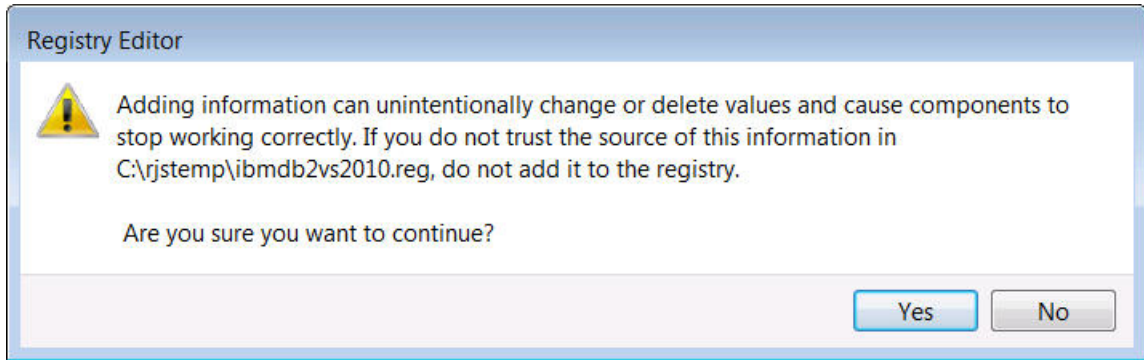 Registry Editor
Adding information can unintentionally change or delete values and cause components to
stop working correctly. If you do not trust the source of this information in
C:\rjstemp\ibmdb2vs2010.reg, do not add it to the registry.
Are you sure you want to continue?
Yes No